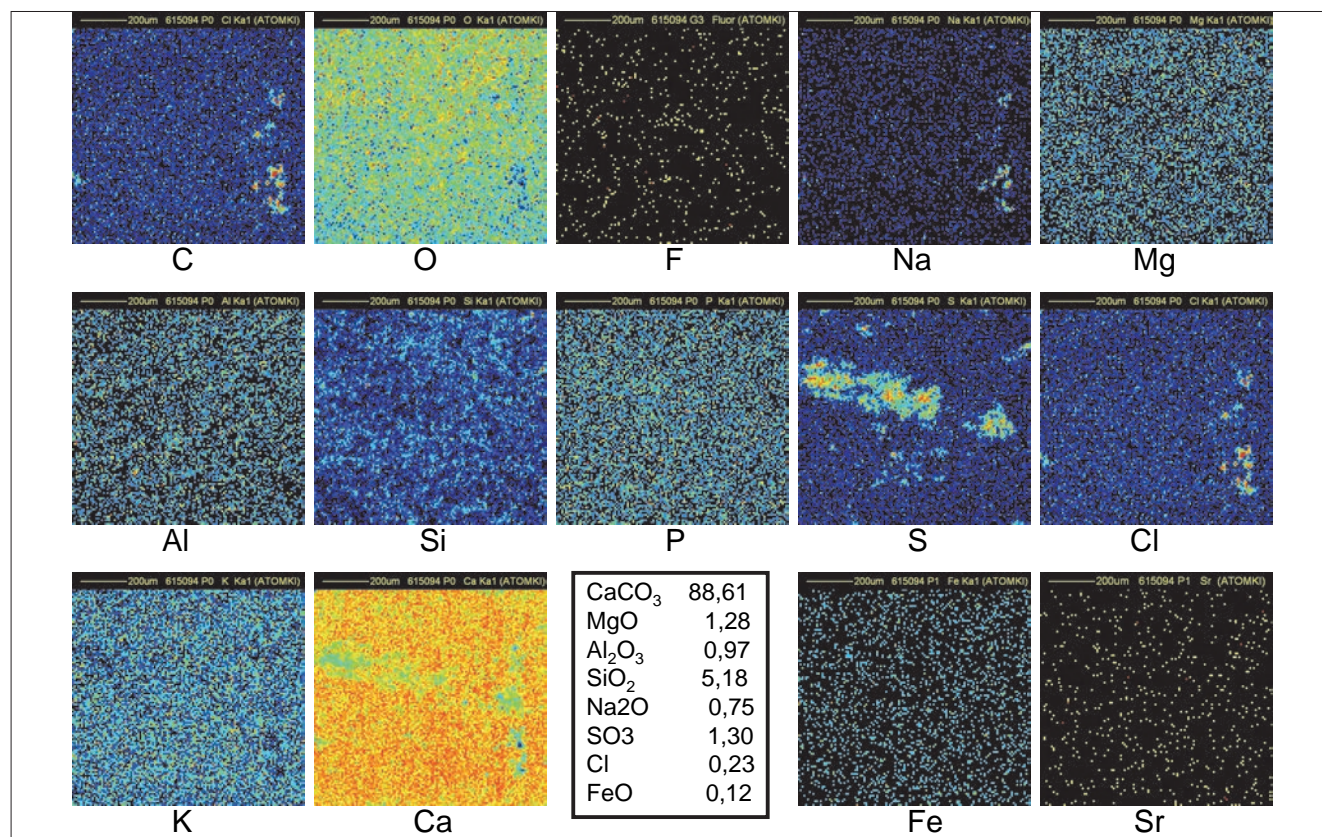 200um 615094 P0 Cl Ka1 (ATOMKI)
200um 615094 P0 O Ka1 (ATOMKI)
200um 615094 G3 Fluor (ATOMKI)
200um 615094 P0 Na Ka1 (ATOMKI)
200um 615094 P0 Mg Ka1 (ATOMKI)
C
O
F
Na
Mg
200um 615094 P0 Al Ka1 (ATOMKI)
200um 615094 P0 Si Ka1 (ATOMKI)
200um 615094 P0 P Ka1 (ATOMKI)
200um 615094 P0 S Ka1 (ATOMKI)
200um 615094 P0 Cl Ka1 (ATOMKI)
Al
Si
P
S
Cl
200um 615094 P0 K Ka1 (ATOMKI)
200um 615094 P0 Ca Ka1 (ATOMKI)
200um 615094 P1 Fe Ka1 (ATOMKI)
200um 615094 P1 Sr (ATOMKI)
CaCO₃ 88,61
MgO 1,28
Al₂O₃ 0,97
SiO₂ 5,18
Na2O 0,75
SO3 1,30
Cl 0,23
FeO 0,12
K
Ca
Fe
Sr